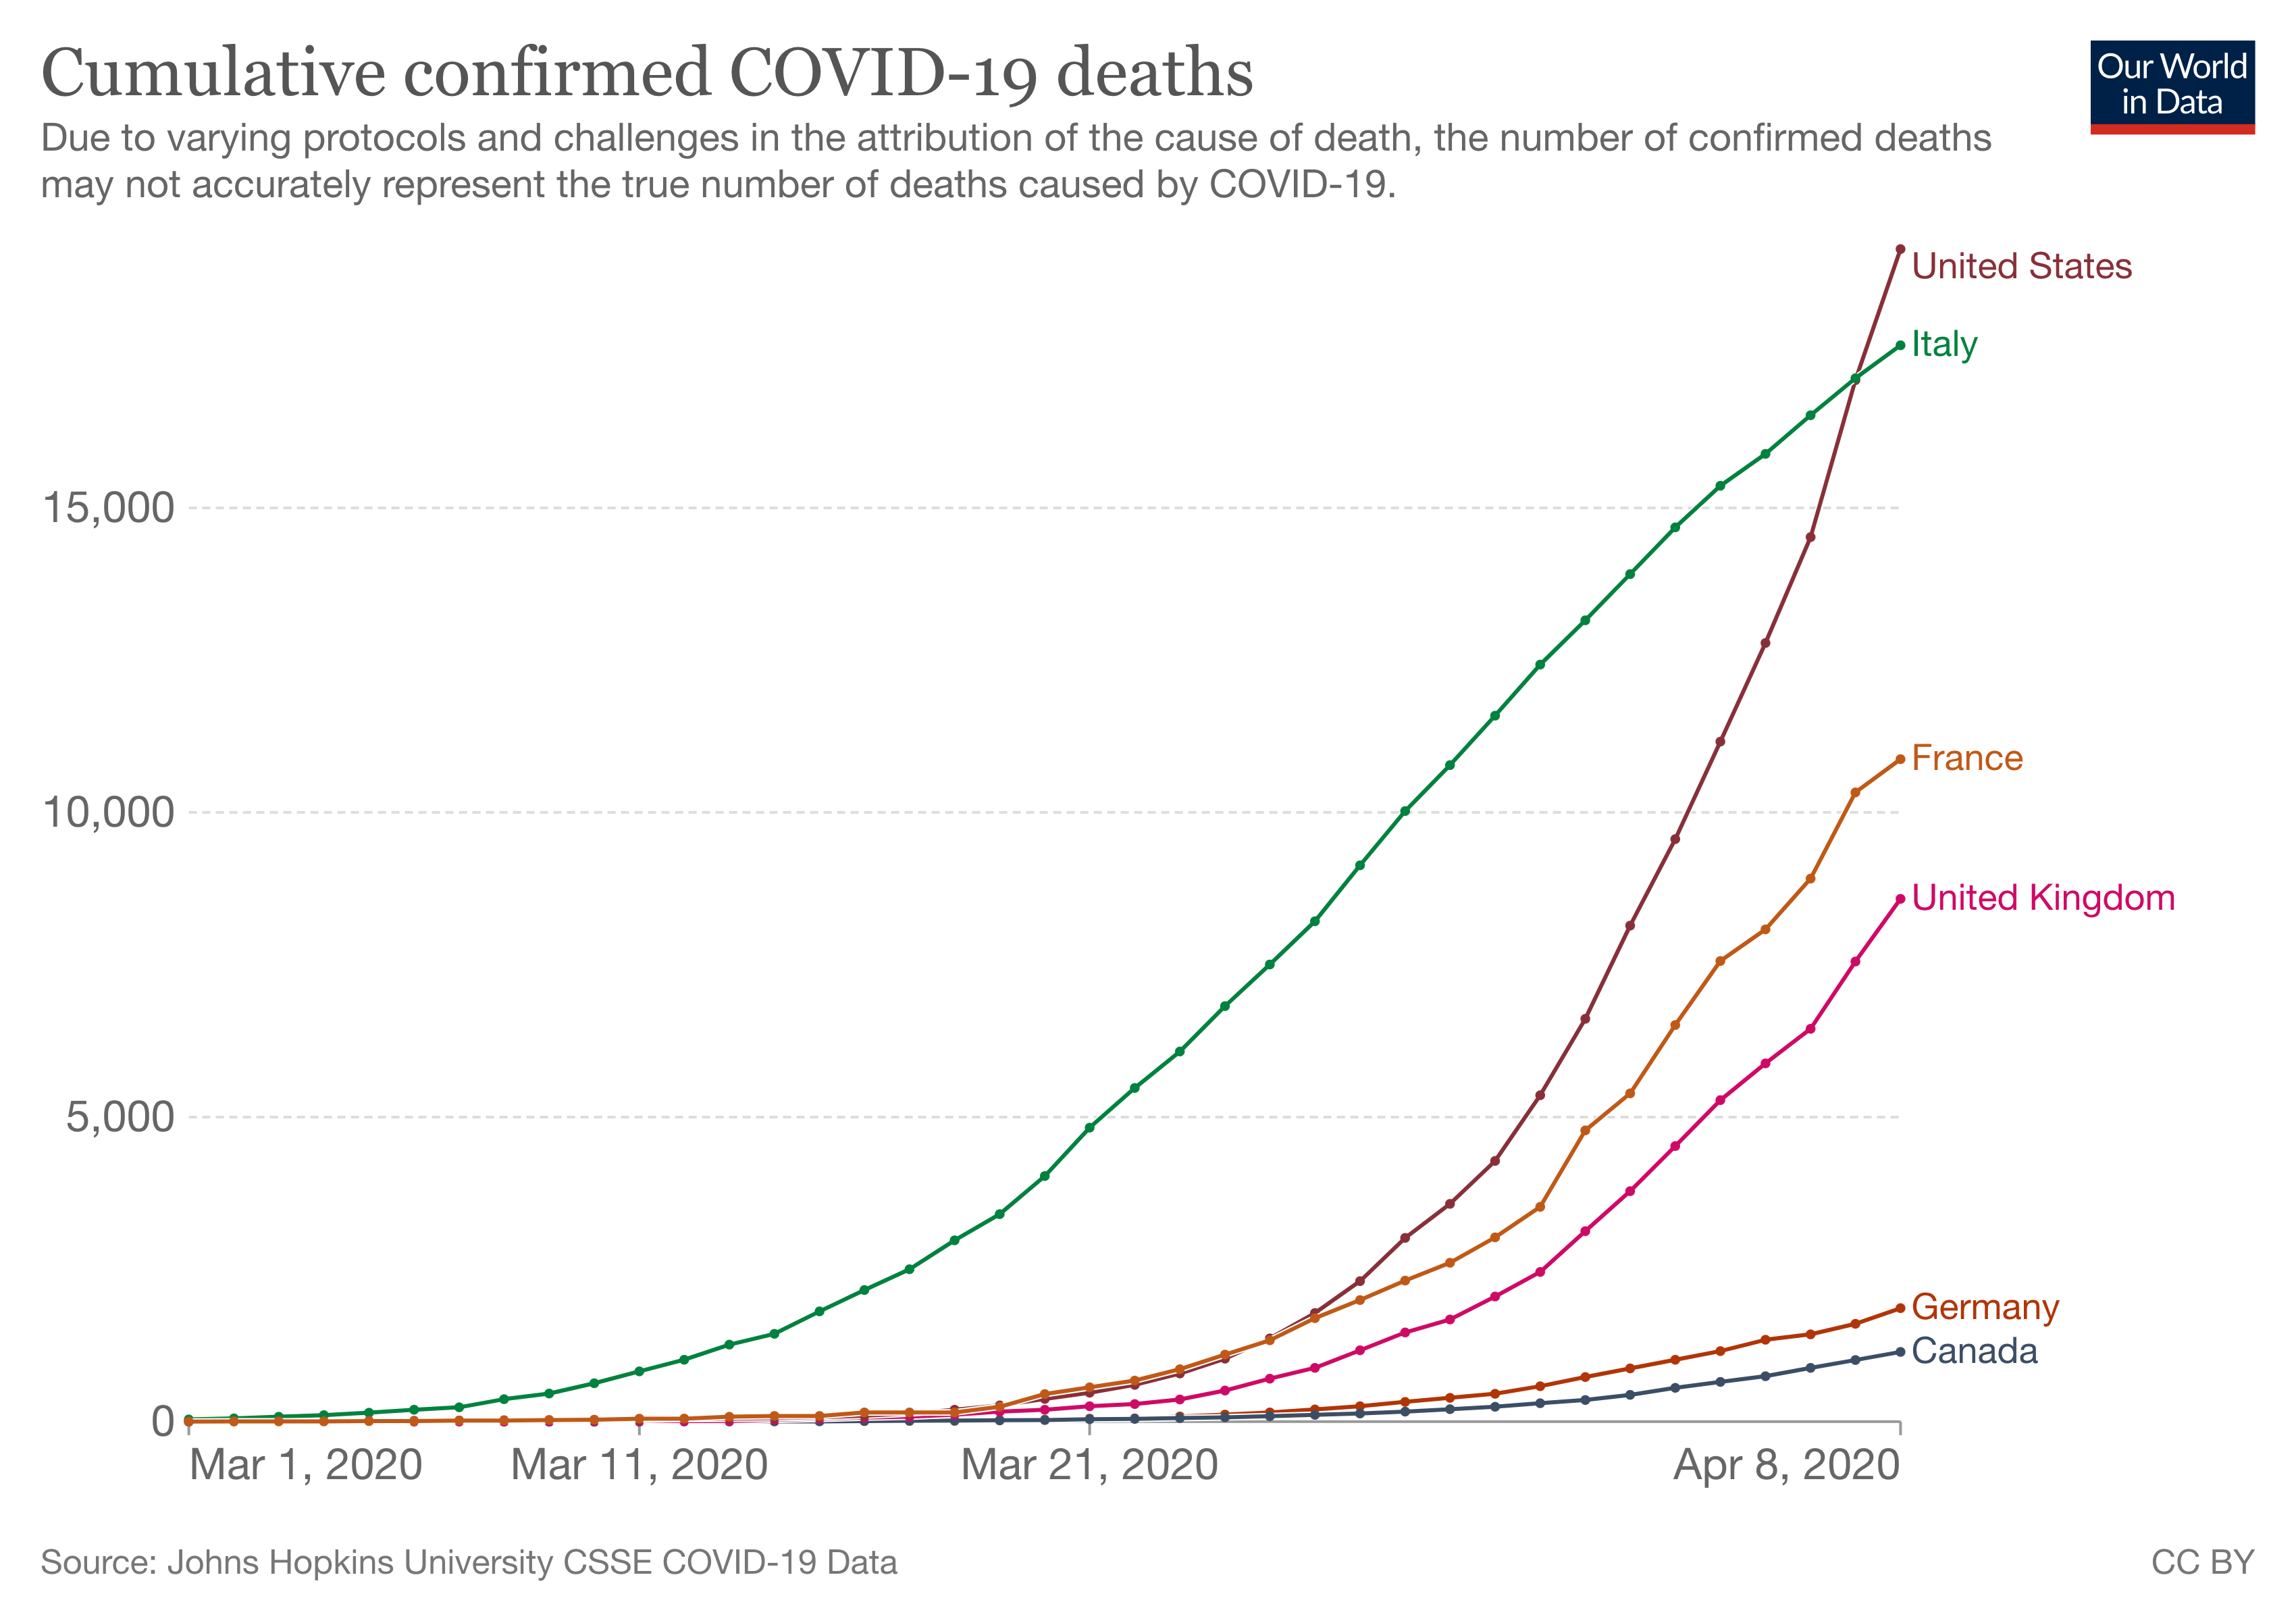 Cumulative confirmed COVID-19 deaths
Our World
in Data
Due to varying protocols and challenges in the attribution of the cause of death, the number of confirmed deaths
may not accurately represent the true number of deaths caused by COVID-19.
United States
Italy
15,000
France
10,000
United Kingdom
5,000
Germany
Canada
0
Mar 1, 2020
Mar 11, 2020
Mar 21, 2020
Apr 8, 2020
Source: Johns Hopkins University CSSE COVID-19 Data
CC BY